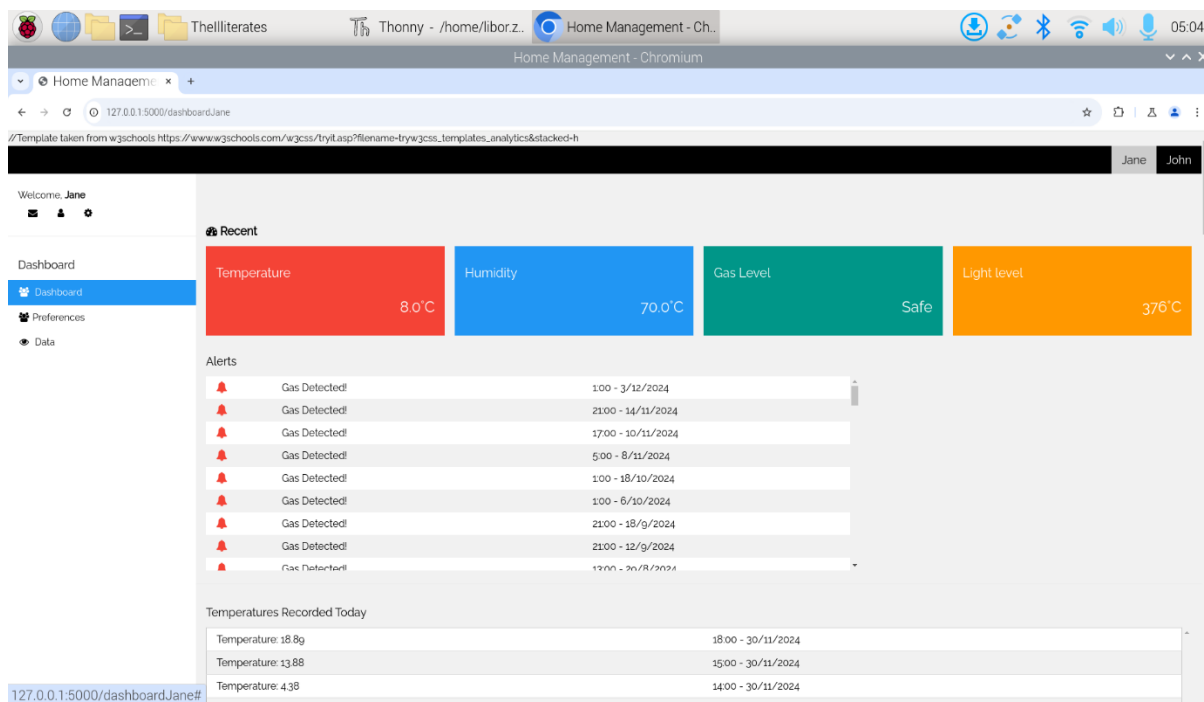 TheIlliterates Thonny - /home/libor.z.. Home Management - Ch.. 05:04
Home Management - Chromium
Home Manageme × +
127.0.0.1:5000/dashboardJane
//Template taken from w3schools https://www.w3schools.com/w3css/tryit.asp?filename=tryw3css_templates_analytics&stacked=h
Jane John
Welcome, Jane
Recent
Dashboard
Dashboard
Preferences
Data
Temperature
8.0°C
Humidity
70.0°C
Gas Level
Safe
Light level
376°C
Alerts
Gas Detected! 1:00 - 3/12/2024
Gas Detected! 21:00 - 14/11/2024
Gas Detected! 17:00 - 10/11/2024
Gas Detected! 5:00 - 8/11/2024
Gas Detected! 1:00 - 18/10/2024
Gas Detected! 1:00 - 6/10/2024
Gas Detected! 21:00 - 18/9/2024
Gas Detected! 21:00 - 12/9/2024
Gas Detected! 13:00 - 29/8/2024
Temperatures Recorded Today
Temperature: 18.89 18:00 - 30/11/2024
Temperature: 13.88 15:00 - 30/11/2024
Temperature: 4.38 14:00 - 30/11/2024
127.0.0.1:5000/dashboardJane#